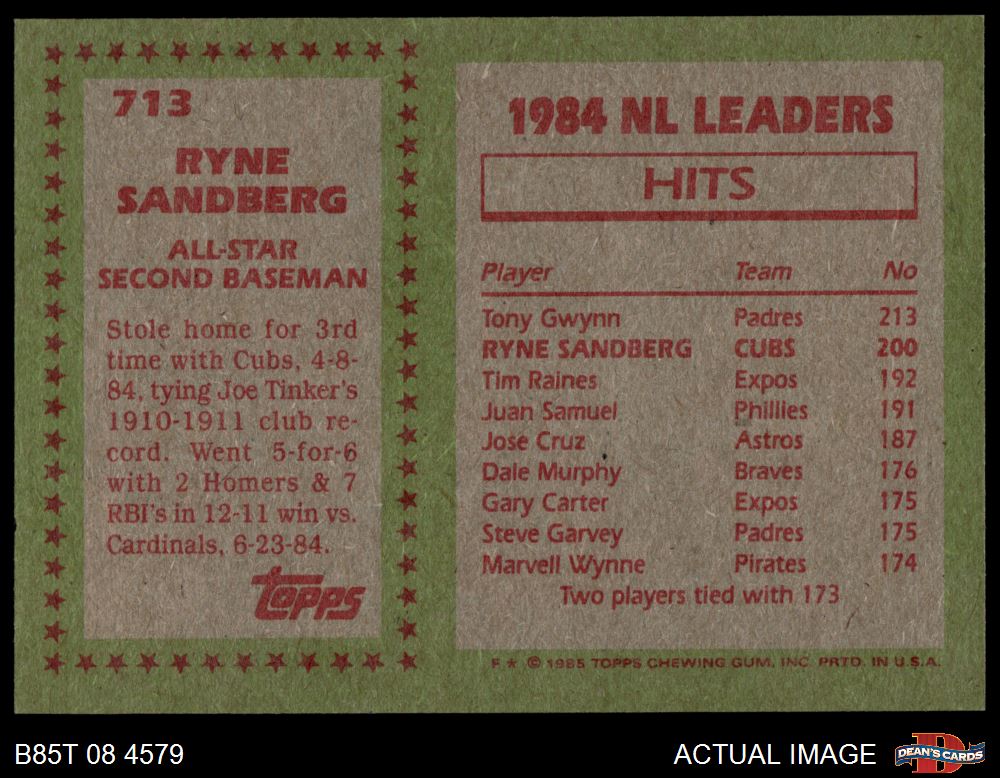 713
RYNE
SANDBERG
ALL-STAR
SECOND BASEMAN
Stole home for 3rd
time with Cubs, 4-8-
84, tying Joe Tinker's
1910-1911 club re-
cord. Went 5-for-6
with 2 Homers & 7
RBI's in 12-11 win vs.
Cardinals, 6-23-84.
Topps
1984 NL LEADERS
HITS
Player Team No
Tony Gwynn Padres 213
RYNE SANDBERG CUBS 200
Tim Raines Expos 192
Juan Samuel Phillies 191
Jose Cruz Astros 187
Dale Murphy Braves 176
Gary Carter Expos 175
Steve Garvey Padres 175
Marvell Wynne Pirates 174
Two players tied with 173
F ★ © 1985 TOPPS CHEWING GUM, INC. PRTD. IN U.S.A.
B85T 08 4579
ACTUAL IMAGE
DEAN'S CARDS